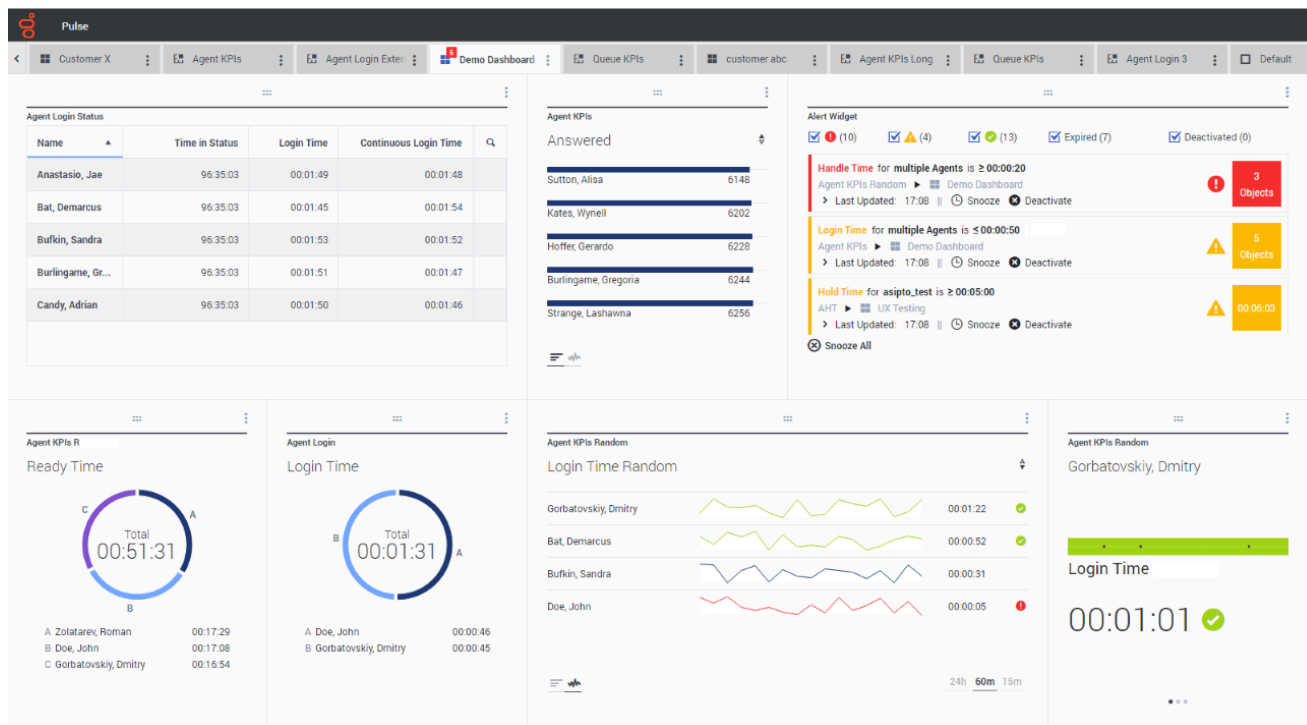 Pulse
Customer X
Agent KPIs
Agent Login Exter
5
Demo Dashboard
Queue KPIs
customer abc
Agent KPIs Long
Queue KPIs
Agent Login 3
Default
Agent Login Status
Name Time in Status Login Time Continuous Login Time
Anastasio, Jae 96:35:03 00:01:49 00:01:48
Bat, Demarcus 96:35:03 00:01:45 00:01:54
Bufkin, Sandra 96:35:03 00:01:53 00:01:52
Burlingame, Gr... 96:35:03 00:01:51 00:01:47
Candy, Adrian 96:35:03 00:01:50 00:01:46
Agent KPIs
Answered
Sutton, Alisa 6148
Kates, Wynell 6202
Hoffer, Gerardo 6228
Burlingame, Gregoria 6244
Strange, Lashawna 6256
Alert Widget
(10) (4) (13) Expired (7) Deactivated (0)
Handle Time for multiple Agents is ≥ 00:00:20
Agent KPIs Random Demo Dashboard
Last Updated: 17:08 || Snooze Deactivate
3
Objects
Login Time for multiple Agents is ≤ 00:00:50
Agent KPIs Demo Dashboard
Last Updated: 17:08 || Snooze Deactivate
5
Objects
Hold Time for asipto_test is ≥ 00:05:00
AHT UX Testing
Last Updated: 17:08 || Snooze Deactivate
00:06:03
Snooze All
Agent KPIs R
Ready Time
C
A
B
Total
00:51:31
A Zolatarev, Roman 00:17:29
B Doe, John 00:17:08
C Gorbatovskiy, Dmitry 00:16:54
Agent Login
Login Time
B
A
Total
00:01:31
A Doe, John 00:00:46
B Gorbatovskiy, Dmitry 00:00:45
Agent KPIs Random
Login Time Random
Gorbatovskiy, Dmitry 00:01:22
Bat, Demarcus 00:00:52
Bufkin, Sandra 00:00:31
Doe, John 00:00:05
24h 60m 15m
Agent KPIs Random
Gorbatovskiy, Dmitry
Login Time
00:01:01